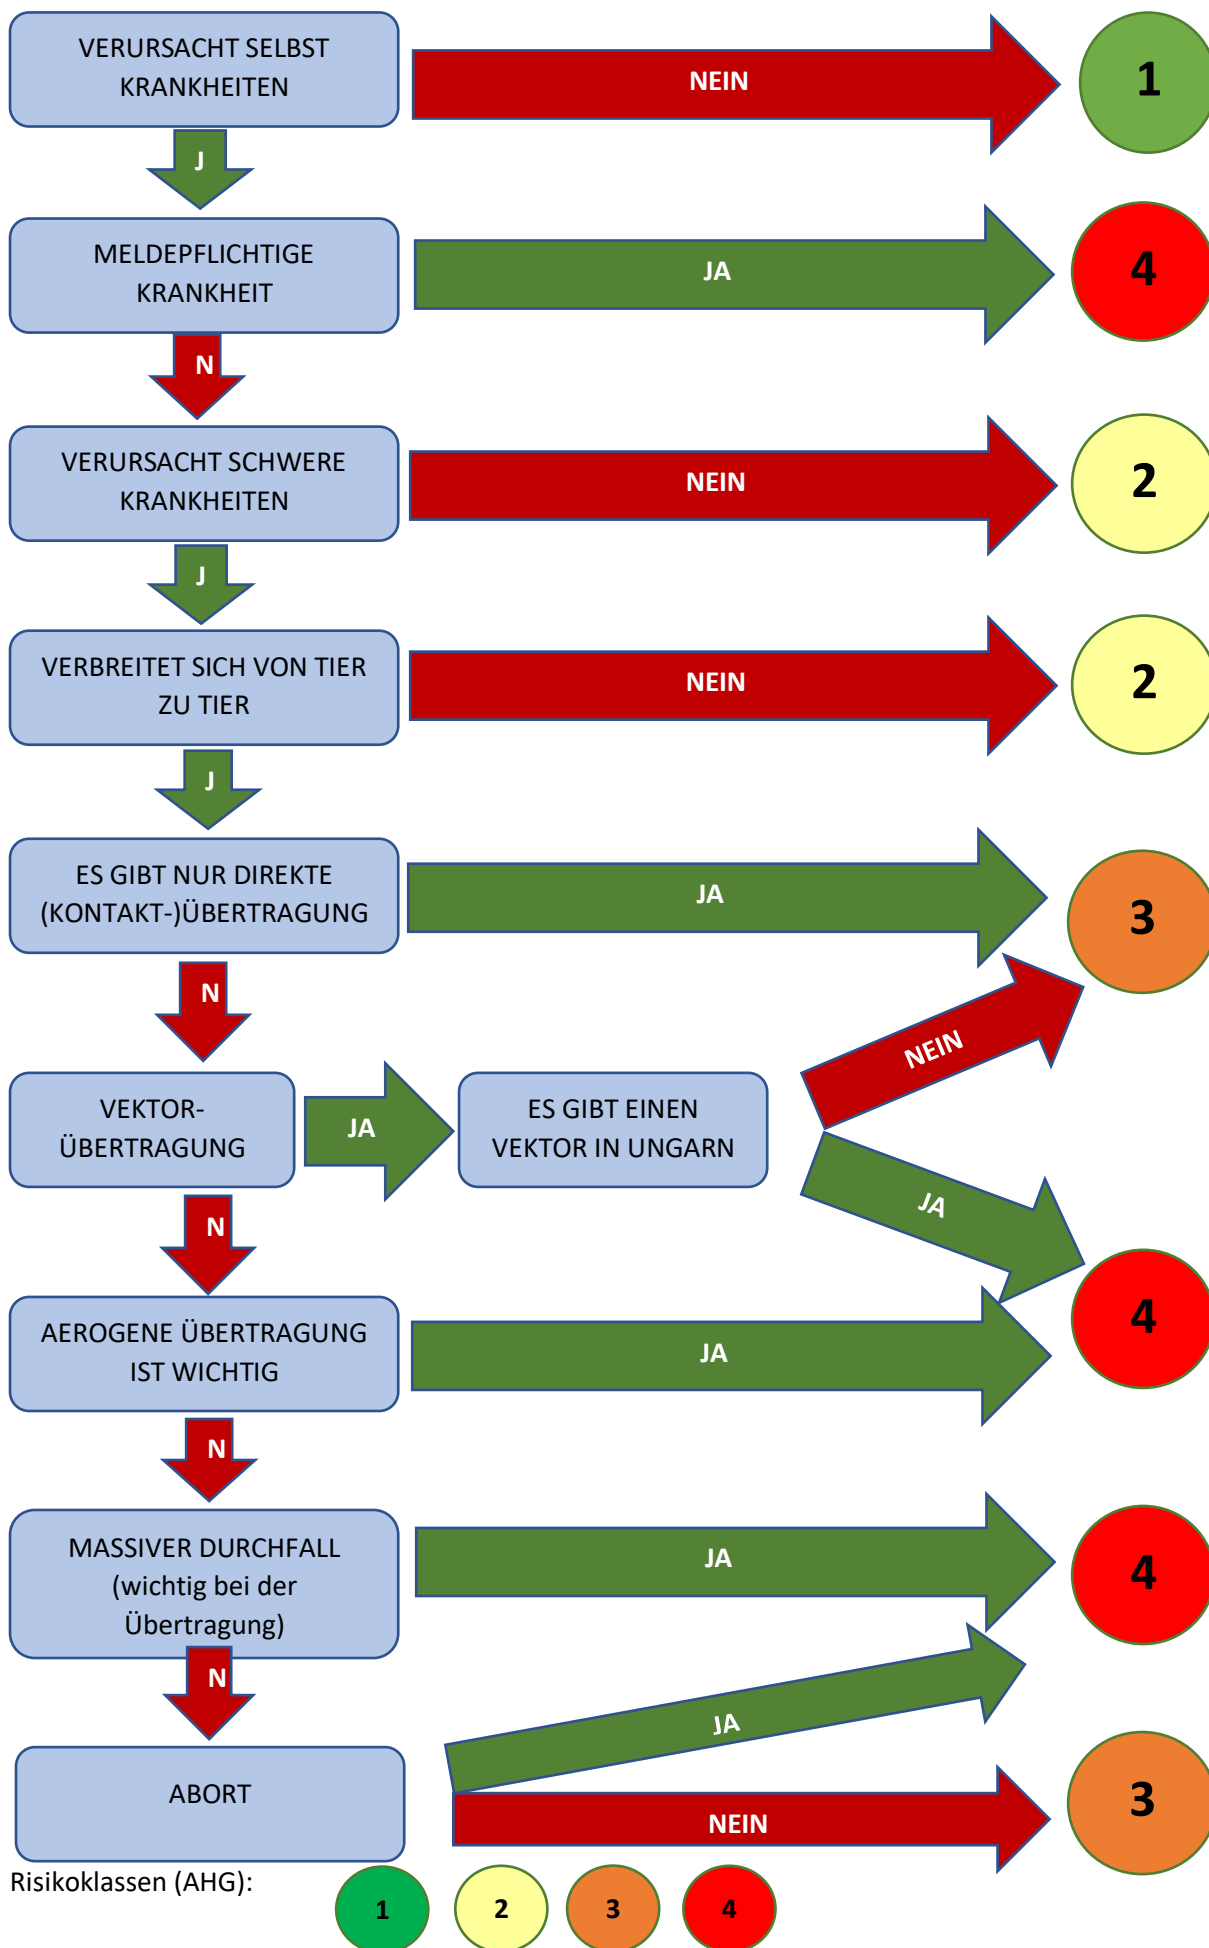 VERURSACHT SELBST
KRANKHEITEN
NEIN
1
J
MELDEPFLICHTIGE
KRANKHEIT
JA
4
N
VERURSACHT SCHWERE
KRANKHEITEN
NEIN
2
J
VERBREITET SICH VON TIER
ZU TIER
NEIN
2
J
ES GIBT NUR DIREKTE
(KONTAKT-)ÜBERTRAGUNG
JA
3
N
NEIN
VEKTOR-
ÜBERTRAGUNG
JA
ES GIBT EINEN
VEKTOR IN UNGARN
JA
N
AEROGENE ÜBERTRAGUNG
IST WICHTIG
JA
4
N
MASSIVER DURCHFALL
(wichtig bei der
Übertragung)
JA
4
N
ABORT
JA
NEIN
3
Risikoklassen (AHG):
1
2
3
4